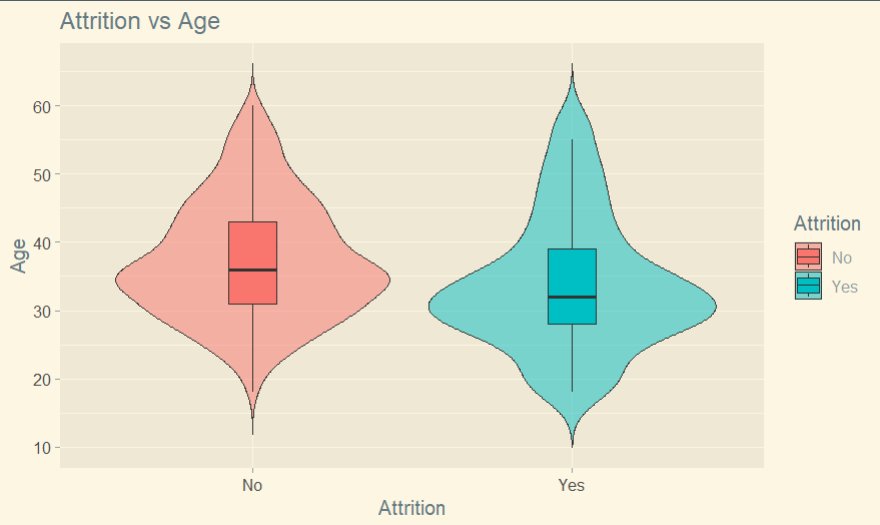 Attrition vs Age
60
50
40
30
20
10
Age
No
Yes
Attrition
Attrition
No
Yes